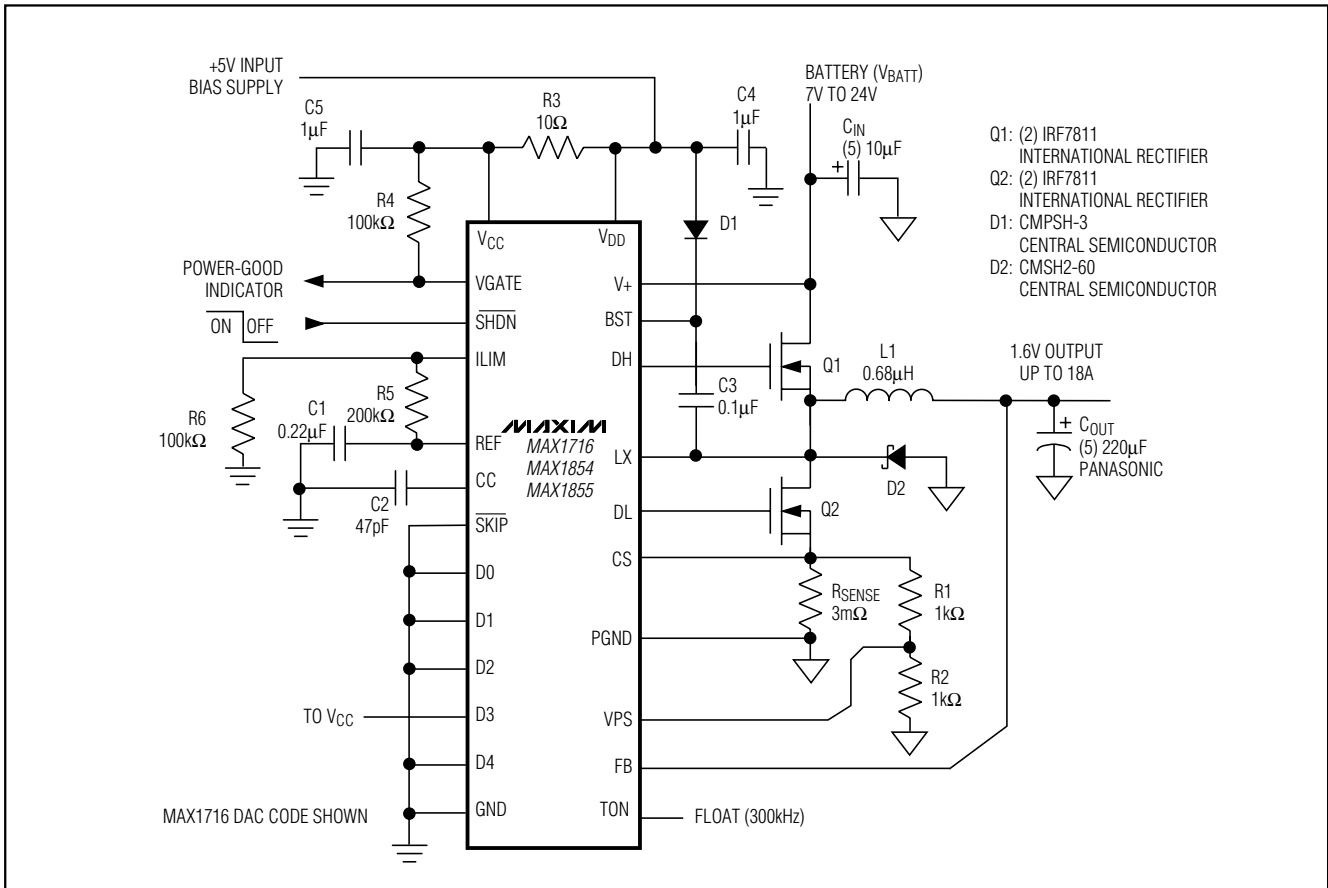 +5V INPUT
BIAS SUPPLY
C5
1µF
R3
10Ω
C4
1µF
BATTERY (VBATT)
7V TO 24V
CIN
(5) 10µF
+
Q1: (2) IRF7811
INTERNATIONAL RECTIFIER
Q2: (2) IRF7811
INTERNATIONAL RECTIFIER
D1: CMPSH-3
CENTRAL SEMICONDUCTOR
D2: CMSH2-60
CENTRAL SEMICONDUCTOR
R4
100kΩ
D1
VCC
VDD
POWER-GOOD
INDICATOR
VGATE
V+
ON OFF
SHDN
BST
ILIM
DH
Q1
L1
0.68µH
1.6V OUTPUT
UP TO 18A
R6
100kΩ
C1
0.22µF
R5
200kΩ
C3
0.1µF
REF
MAXIM
MAX1716
MAX1854
MAX1855
LX
D2
+
COUT
(5) 220µF
PANASONIC
CC
C2
47pF
DL
Q2
SKIP
CS
D0
RSENSE
3mΩ
R1
1kΩ
D1
PGND
D2
R2
1kΩ
TO VCC
D3
VPS
D4
FB
MAX1716 DAC CODE SHOWN
GND
TON
FLOAT (300kHz)